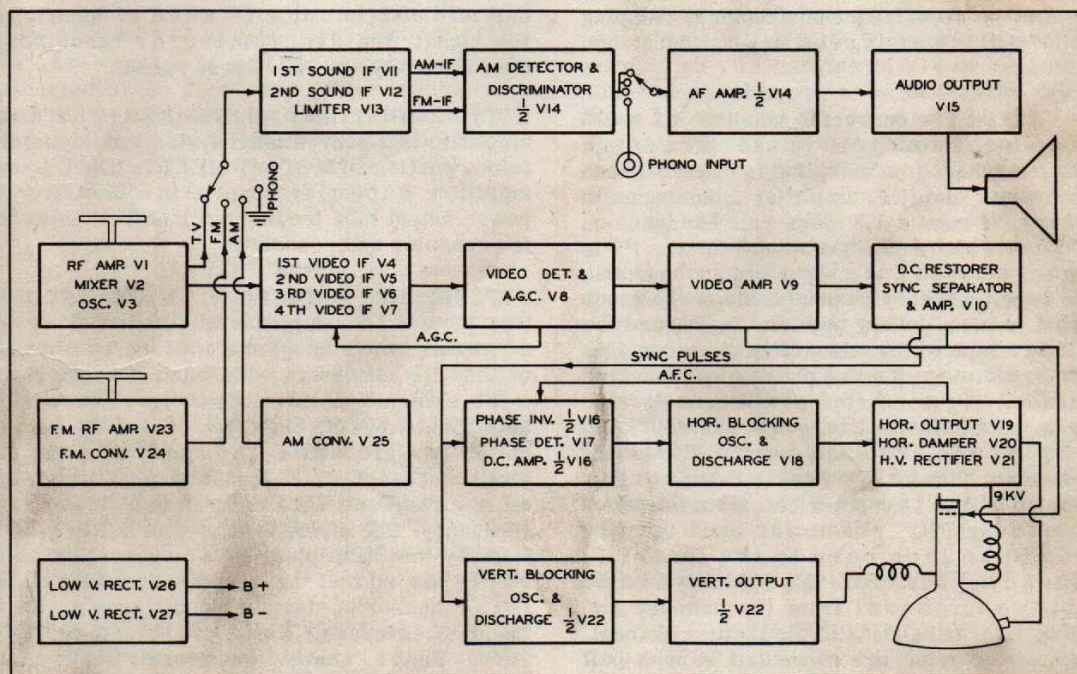 1ST SOUND IF V11
2ND SOUND IF V12
LIMITER V13
AM-IF
FM-IF
A.M DETECTOR &
DISCRIMINATOR
½ V14
AF AMP. ½ V14
AUDIO OUTPUT
V15
PHONO INPUT
TV
FM
AM
PHONO
RF AMP. V1
MIXER V2
OSC. V3
1ST VIDEO IF V4
2ND VIDEO IF V5
3RD VIDEO IF V6
4TH VIDEO IF V7
VIDEO DET. &
A.G.C. V8
VIDEO AMP. V9
D.C. RESTORER
SYNC SEPARATOR
& AMP. V10
A.G.C.
SYNC PULSES
A.F.C.
F.M. RF AMP. V23
F.M. CONV. V24
AM CONV. V25
PHASE INV. ½ V16
PHASE DET. V17
D.C. AMP. ½ V16
HOR. BLOCKING
OSC. &
DISCHARGE V18
HOR. OUTPUT V19
HOR. DAMPER V20
H.V. RECTIFIER V21
9 KV
LOW V. RECT. V26
LOW V. RECT. V27
B+
B-
VERT. BLOCKING
OSC. &
DISCHARGE ½ V22
VERT. OUTPUT
½ V22